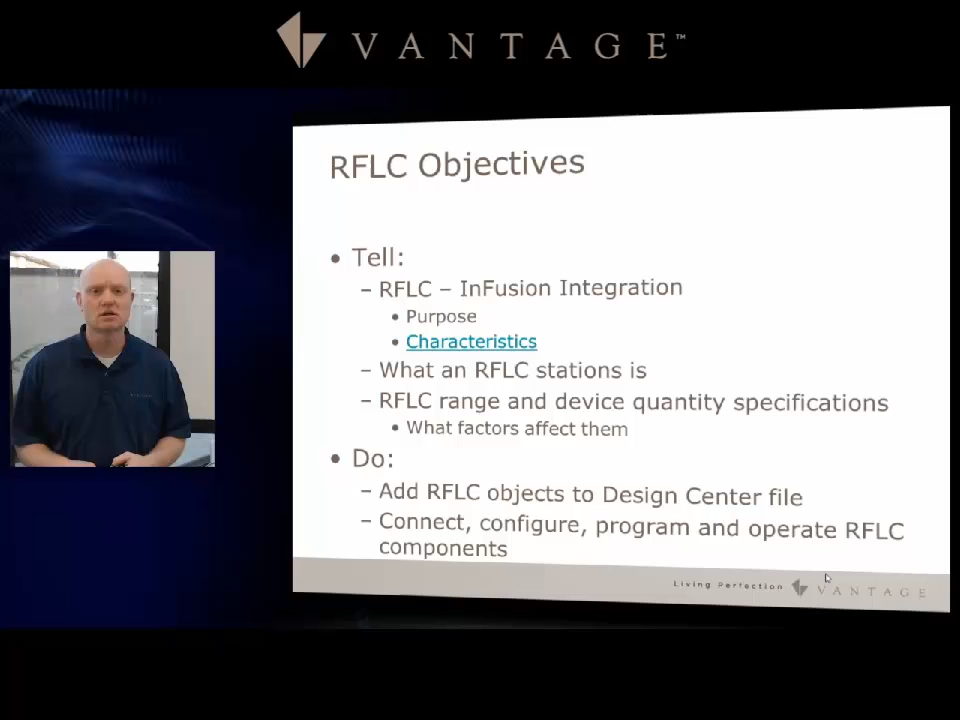 VANTAGE™
RFLC Objectives
• Tell:
– RFLC – InFusion Integration
• Purpose
• Characteristics
– What an RFLC stations is
– RFLC range and device quantity specifications
• What factors affect them
• Do:
– Add RFLC objects to Design Center file
– Connect, configure, program and operate RFLC
components
Living Perfection VANTAGE